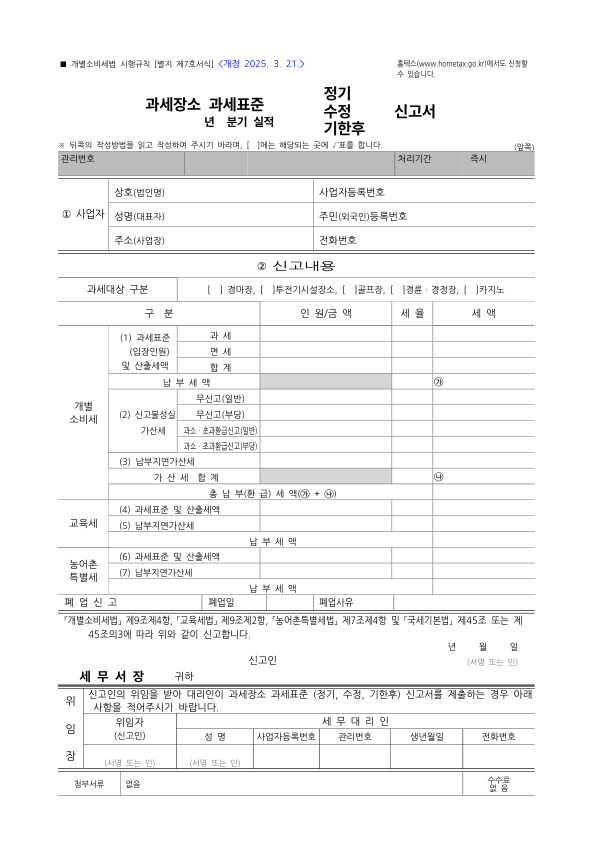 ■ 개별소비세법 시행규칙 [별지 제7호서식] <개정 2025. 3. 21.>
홈텍스(www.hometax.go.kr)에서도 신청할
수 있습니다.
과세장소 과세표준
년 분기 실적
정기
수정
기한후
신고서
※ 뒤쪽의 작성방법을 읽고 작성하여 주시기 바라며, [ ]에는 해당되는 곳에 √표를 합니다.
(앞쪽)
관리번호 처리기간 즉시
① 사업자
상호(법인명) 사업자등록번호
성명(대표자) 주민(외국인)등록번호
주소(사업장) 전화번호
② 신고내용
과세대상 구분 [ ] 경마장, [ ]투전기시설장소, [ ]골프장, [ ]경륜ㆍ경정장, [ ]카지노
구 분 인 원/금 액 세 율 세 액
개별
소비세
(1) 과세표준
(입장인원)
및 산출세액
과 세
면 세
합 계
납 부 세 액 ㉮
(2) 신고불성실
가산세
무신고(일반)
무신고(부당)
과소ㆍ초과환급신고(일반)
과소ㆍ초과환급신고(부당)
(3) 납부지연가산세
가 산 세 합 계 ㉯
총 납 부(환 급) 세 액(㉮ + ㉯)
교육세
(4) 과세표준 및 산출세액
(5) 납부지연가산세
납 부 세 액
농어촌
특별세
(6) 과세표준 및 산출세액
(7) 납부지연가산세
납 부 세 액
폐 업 신 고 폐업일 폐업사유
「개별소비세법」 제9조제4항, 「교육세법」 제9조제2항, 「농어촌특별세법」 제7조제4항 및 「국세기본법」 제45조 또는 제
45조의3에 따라 위와 같이 신고합니다.
년 월 일
신고인 (서명 또는 인)
세 무 서 장 귀하
위
임
장
신고인의 위임을 받아 대리인이 과세장소 과세표준 (정기, 수정, 기한후) 신고서를 제출하는 경우 아래
사항을 적어주시기 바랍니다.
위임자
(신고인)
세 무 대 리 인
성 명 사업자등록번호 관리번호 생년월일 전화번호
(서명 또는 인) (서명 또는 인)
첨부서류 없음
수수료
없 음